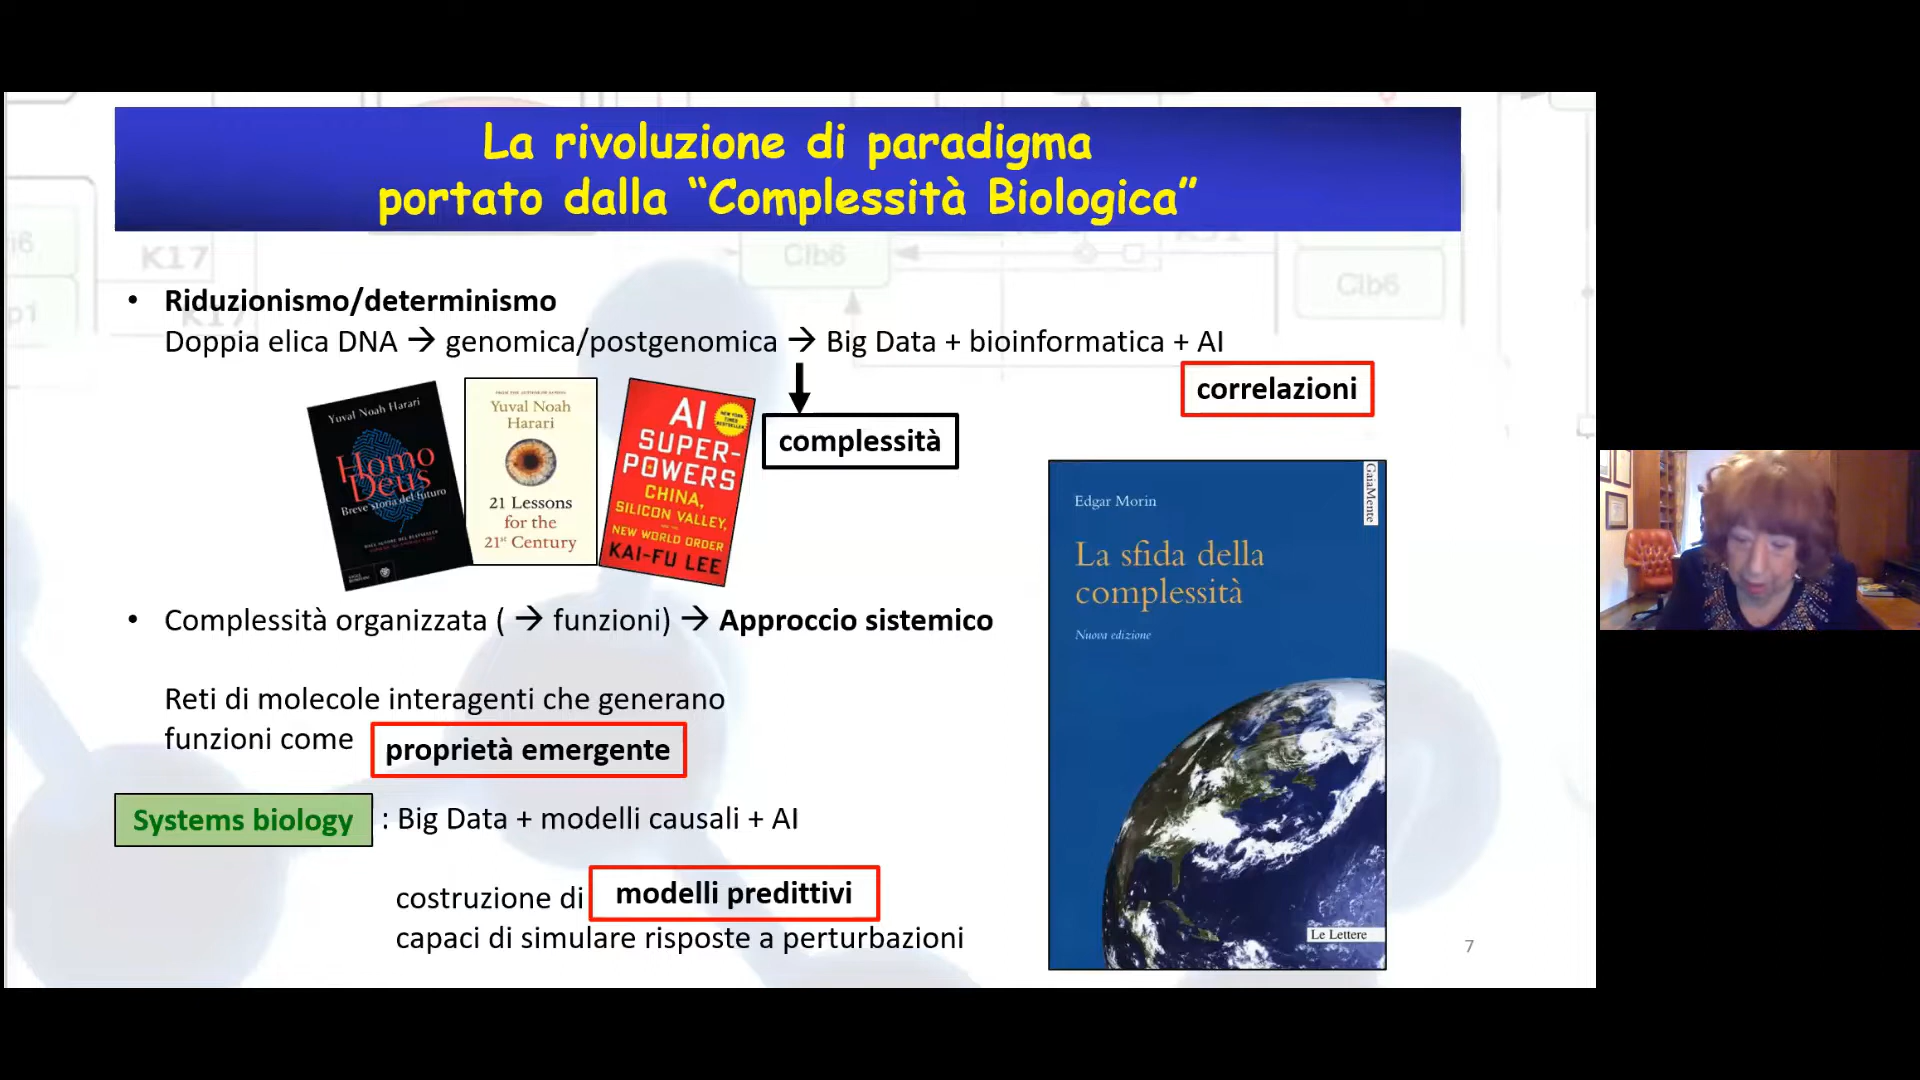 La rivoluzione di paradigma
portato dalla “Complessità Biologica”
K17
K17
Clb6
Clb6
• Riduzionismo/determinismo
Doppia elica DNA → genomica/postgenomica → Big Data + bioinformatica + AI
correlazioni
complessità
Yuval Noah Harari
Homo
Deus
Breve storia del futuro
Yuval Noah
Harari
21 Lessons
for the
21st Century
AI
SUPER-
POWERS
CHINA,
SILICON VALLEY,
NEW WORLD ORDER
KAI-FU LEE
GaiaMente
Edgar Morin
La sfida della
complessità
Nuova edizione
Le Lettere
• Complessità organizzata ( → funzioni) → Approccio sistemico
Reti di molecole interagenti che generano
funzioni come proprietà emergente
Systems biology : Big Data + modelli causali + AI
costruzione di modelli predittivi
capaci di simulare risposte a perturbazioni
7